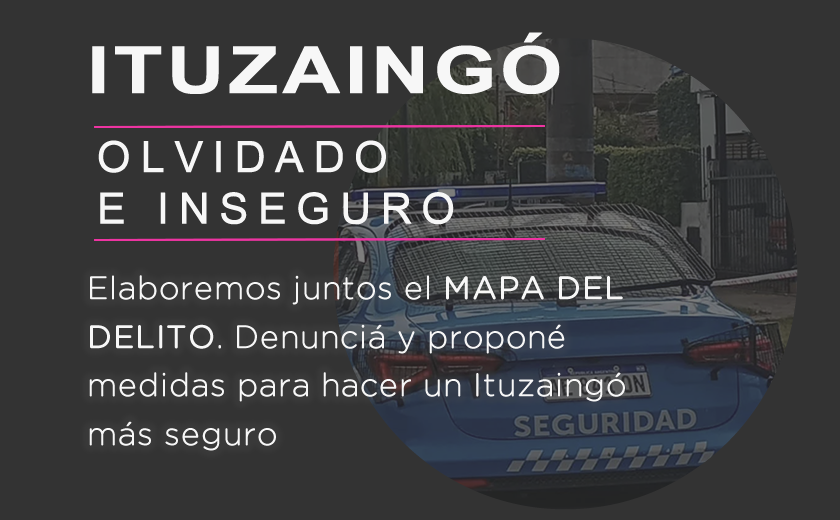 ITUZAINGÓ
OLVIDADO
E INSEGURO
Elaboremos juntos el MAPA DEL
DELITO. Denunciá y proponé
medidas para hacer un Ituzaingó
más seguro
SEGURIDAD